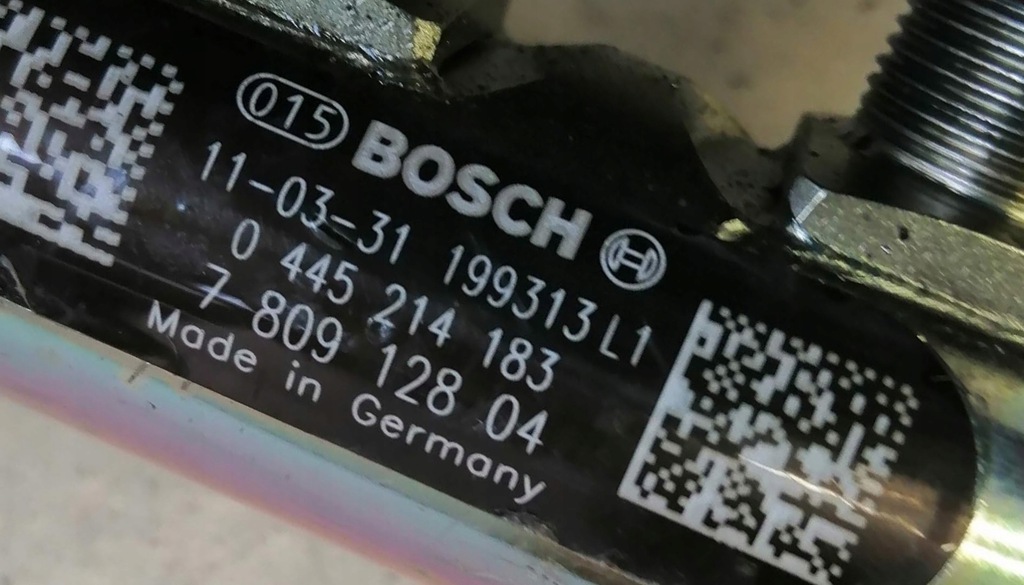 015 BOSCH
11-03-31 199313 L1
0 445 214 183
7 809 128 04
Made in Germany